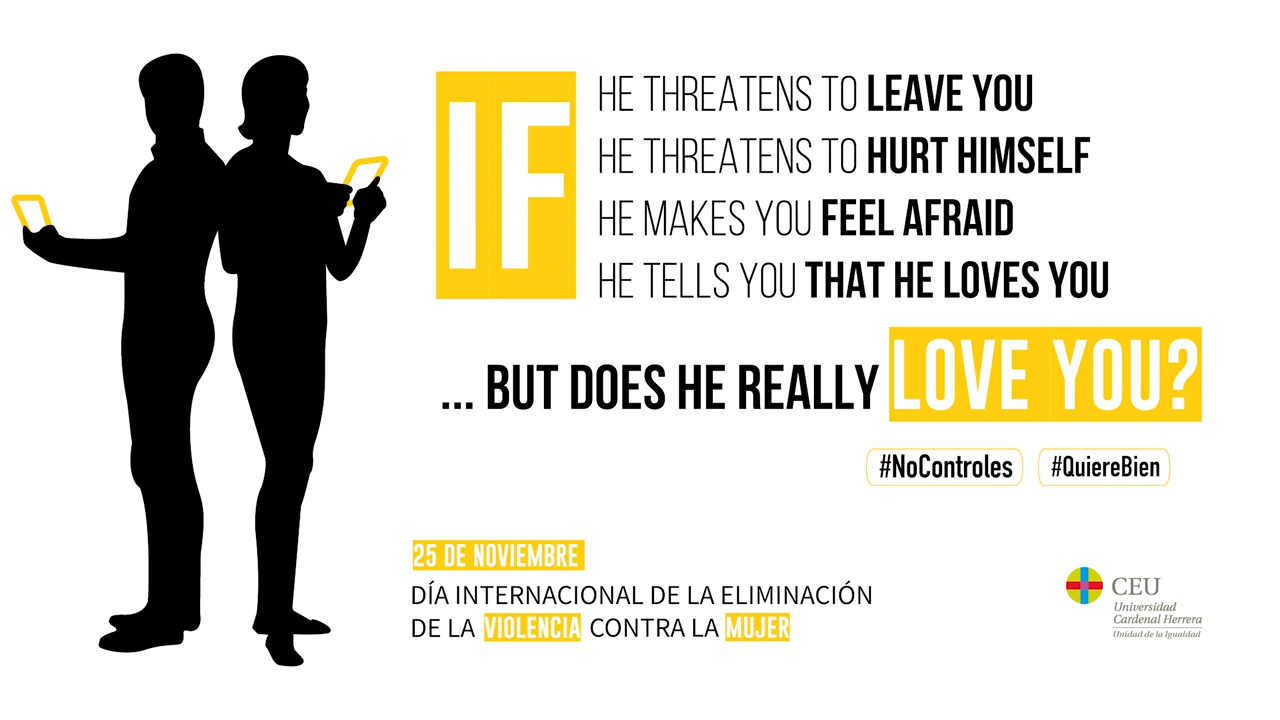 IF
HE THREATENS TO LEAVE YOU
HE THREATENS TO HURT HIMSELF
HE MAKES YOU FEEL AFRAID
HE TELLS YOU THAT HE LOVES YOU
... BUT DOES HE REALLY LOVE YOU?
#NoControles #QuiereBien
25 DE NOVIEMBRE
DÍA INTERNACIONAL DE LA ELIMINACIÓN
DE LA VIOLENCIA CONTRA LA MUJER
CEU
Universidad
Cardenal Herrera
Unidad de la Igualdad